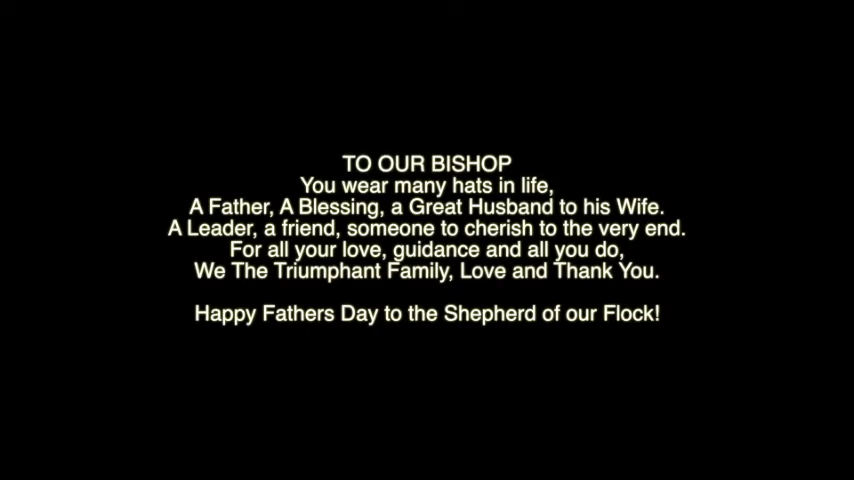 TO OUR BISHOP
You wear many hats in life,
A Father, A Blessing, a Great Husband to his Wife.
A Leader, a friend, someone to cherish to the very end.
For all your love, guidance and all you do,
We The Triumphant Family, Love and Thank You.
Happy Fathers Day to the Shepherd of our Flock!